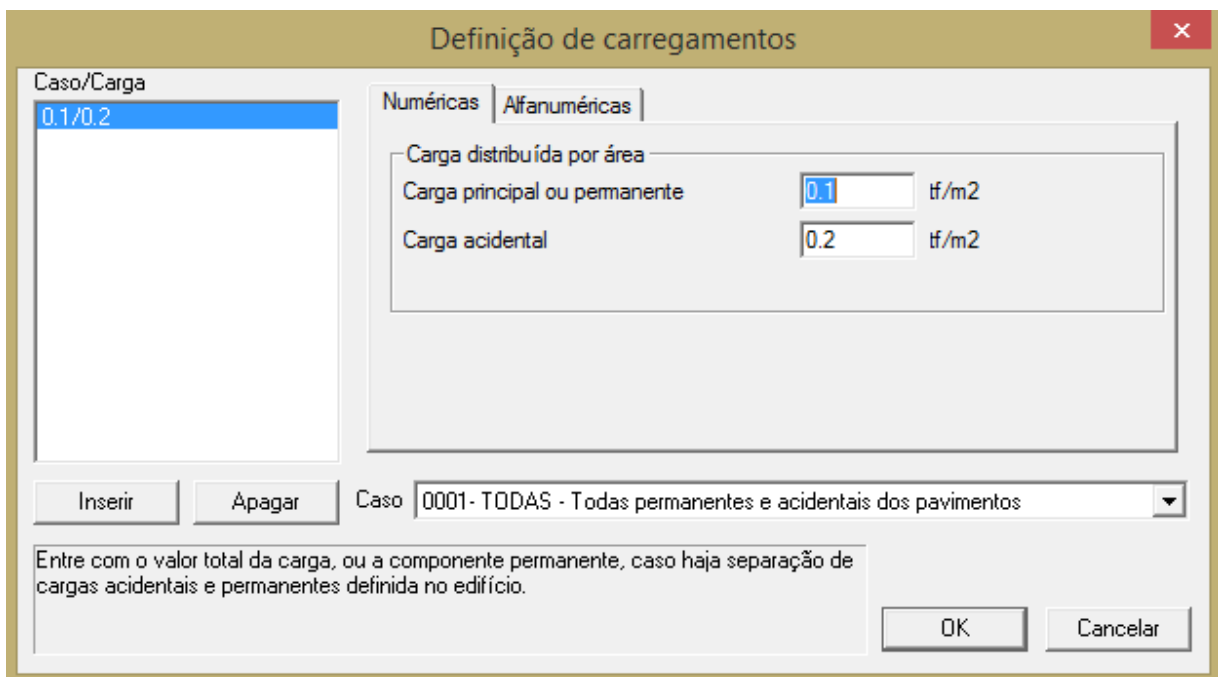 Definição de carregamentos
×
Caso/Carga
0.1/0.2
Numéricas
Alfanuméricas
Carga distribuída por área
Carga principal ou permanente
0.1
tf/m2
Carga acidental
0.2
tf/m2
Inserir
Apagar
Caso
0001- TODAS - Todas permanentes e acidentais dos pavimentos
Entre com o valor total da carga, ou a componente permanente, caso haja separação de
cargas acidentais e permanentes definida no edifício.
OK
Cancelar